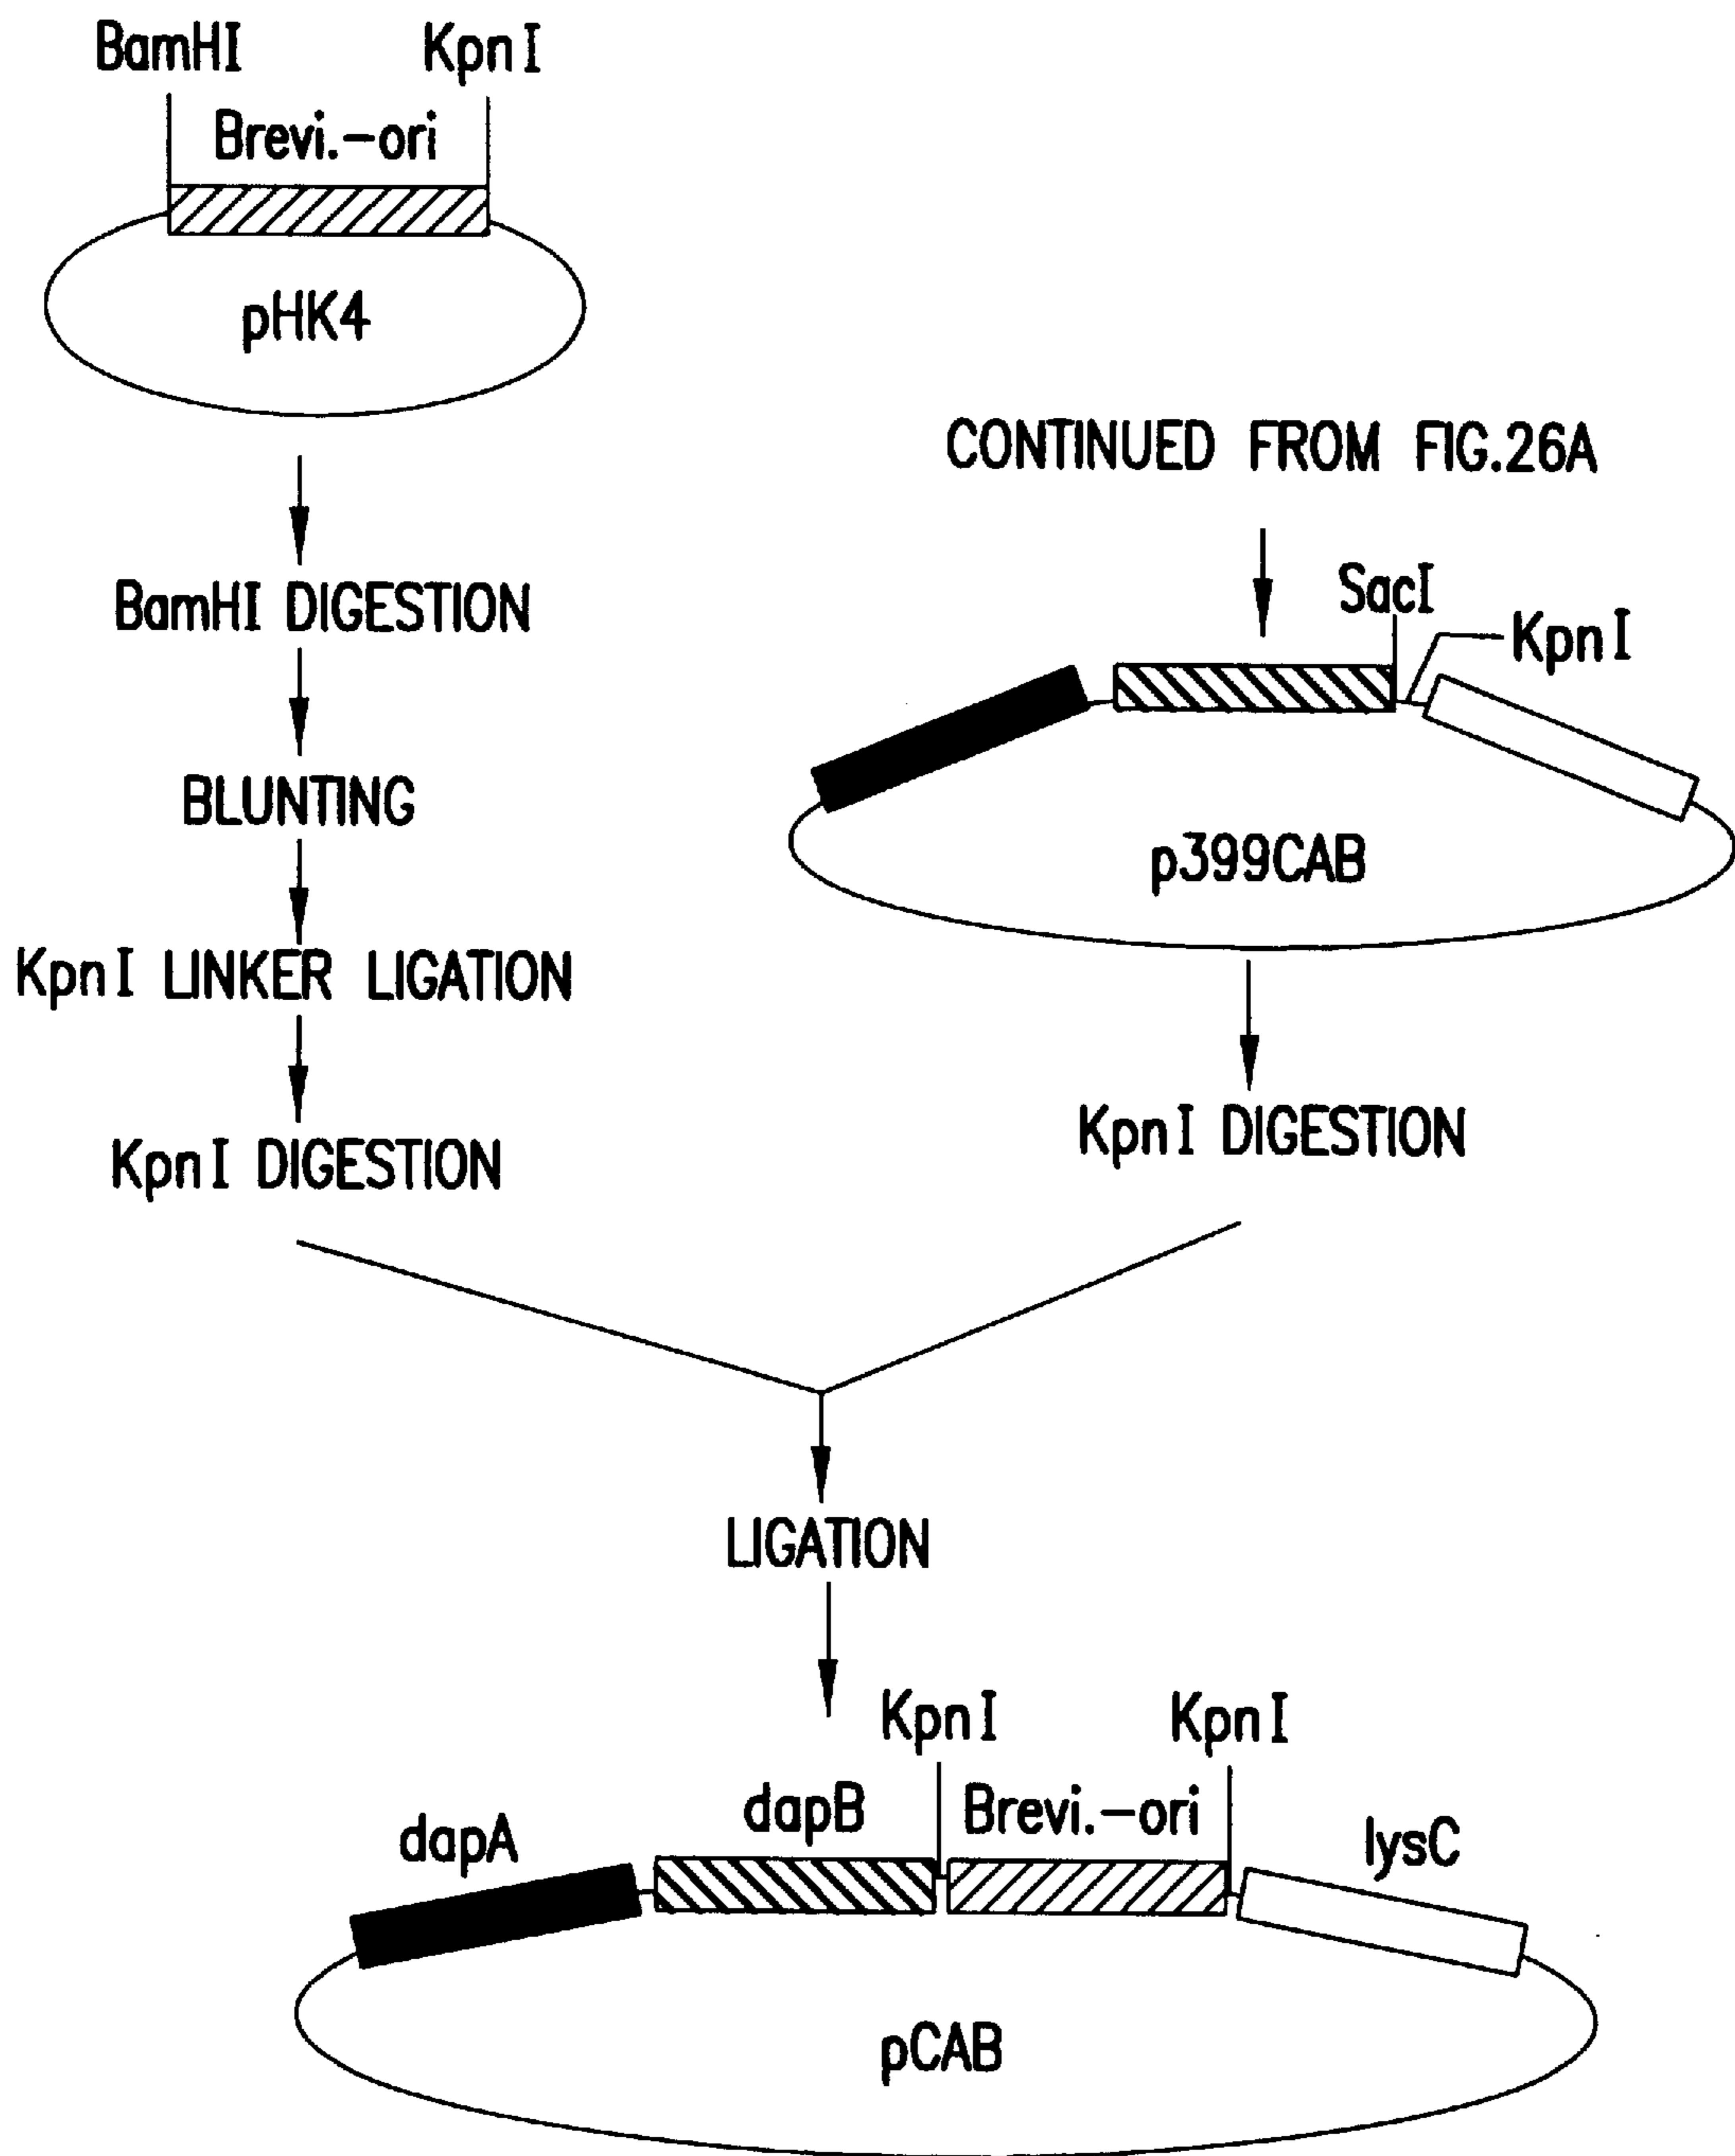 BamHI KpnI
Brevi.-ori
pHK4
BamHI DIGESTION
BLUNTING
KpnI LINKER LIGATION
KpnI DIGESTION
CONTINUED FROM FIG.26A
SacI
KpnI
p399CAB
KpnI DIGESTION
LIGATION
KpnI KpnI
dapA dapB Brevi.-ori lysC
pCAB